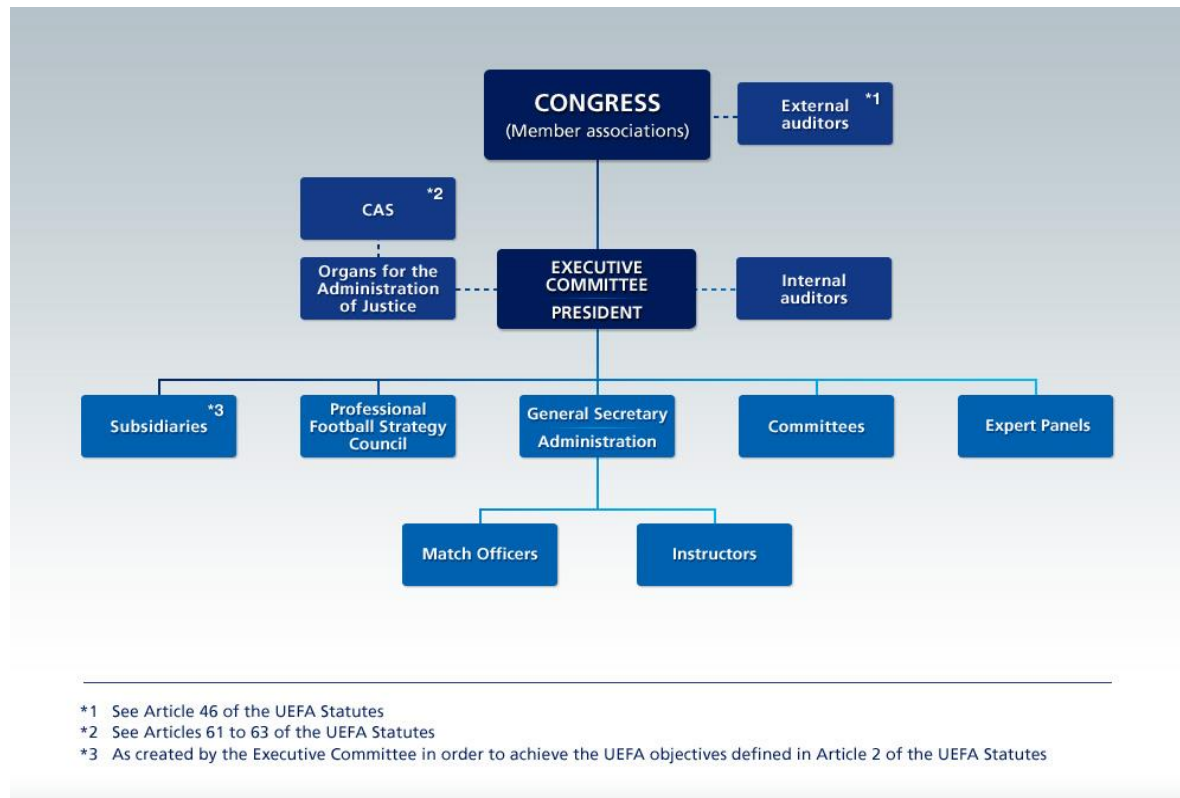 CONGRESS
(Member associations)
External *1
auditors
*2
CAS
Organs for the
Administration
of Justice
EXECUTIVE
COMMITTEE
PRESIDENT
Internal
auditors
*3
Subsidiaries
Professional
Football Strategy
Council
General Secretary
Administration
Committees
Expert Panels
Match Officers
Instructors
*1 See Article 46 of the UEFA Statutes
*2 See Articles 61 to 63 of the UEFA Statutes
*3 As created by the Executive Committee in order to achieve the UEFA objectives defined in Article 2 of the UEFA Statutes